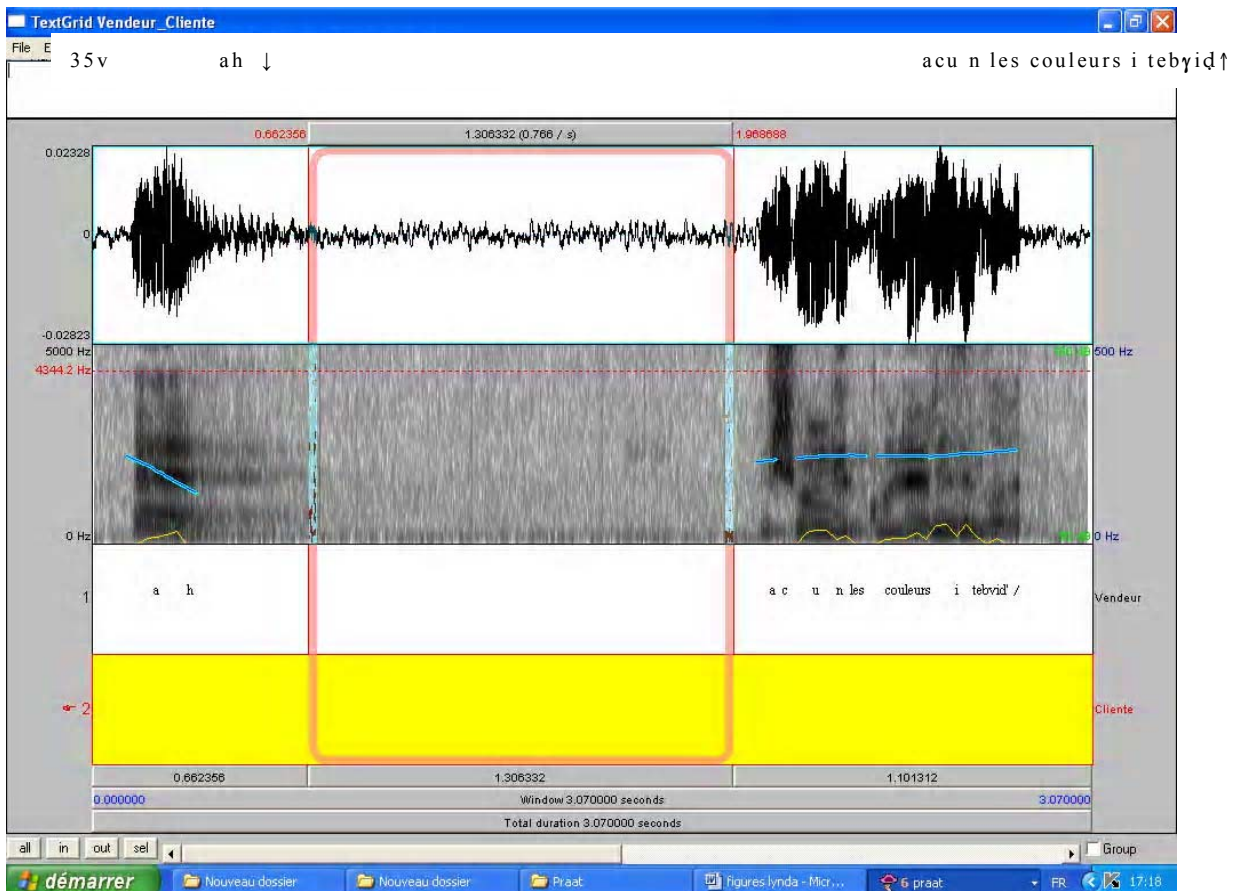 TextGrid Vendeur_Cliente
File E
35v ah ↓ acu n les couleurs i tebɣiḍ↑
0.662356 1.306332 (0.766 / s) 1.968688
0.02328
0
-0.02823
5000 Hz 500 Hz
4344.2 Hz
0 Hz 0 Hz
1 a h a c u n les couleurs i tebvid' / Vendeur
2 Cliente
0.662356 1.306332 1.101312
0.000000 Window 3.070000 seconds 3.070000
Total duration 3.070000 seconds
all in out sel Group
démarrer Nouveau dossier Nouveau dossier Praat figures lynda - Micr... 6 praat FR 17:18